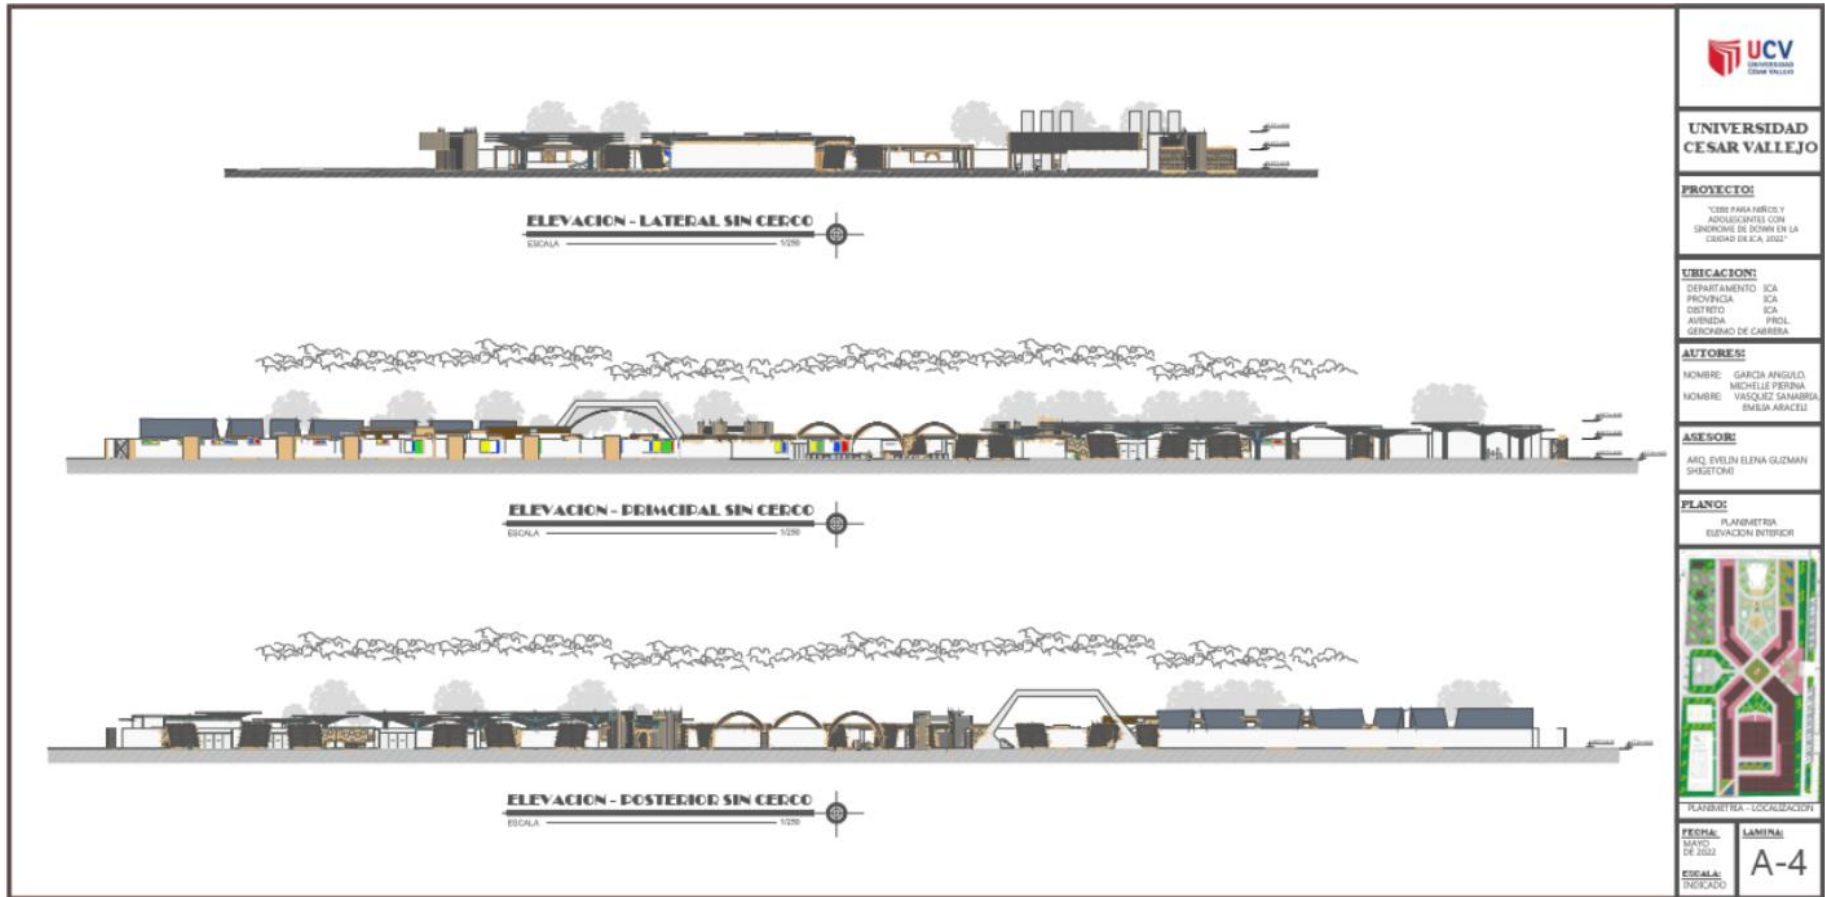 ELEVACION - LATERAL SIN CERCO
ESCALA 1/250
ELEVACION - PRIMCIPAL SIN CERCO
ESCALA 1/250
ELEVACION - POSTERIOR SIN CERCO
ESCALA 1/250
UCV
UNIVERSIDAD
CÉSAR VALLEJO
UNIVERSIDAD
CESAR VALLEJO
PROYECTO:
"CEBE PARA NIÑOS Y
ADOLESCENTES CON
SINDROME DE DOWN EN LA
CIUDAD DE ICA, 2022"
UBICACION:
DEPARTAMENTO ICA
PROVINCIA ICA
DISTRITO ICA
AVENIDA PROL.
GERONIMO DE CABRERA
AUTORES:
NOMBRE: GARCIA ANGULO,
MICHELLE PIERINA
NOMBRE: VASQUEZ SANABRIA,
EMILIA ARACELI
ASESOR:
ARQ. EVELIN ELENA GUZMAN
SHIGETOMI
PLANO:
PLANIMETRIA
ELEVACION INTERIOR
PLANIMETRIA - LOCALIZACION
FECHA:
MAYO
DE 2022
ESCALA:
INDICADO
LAMINA:
A-4